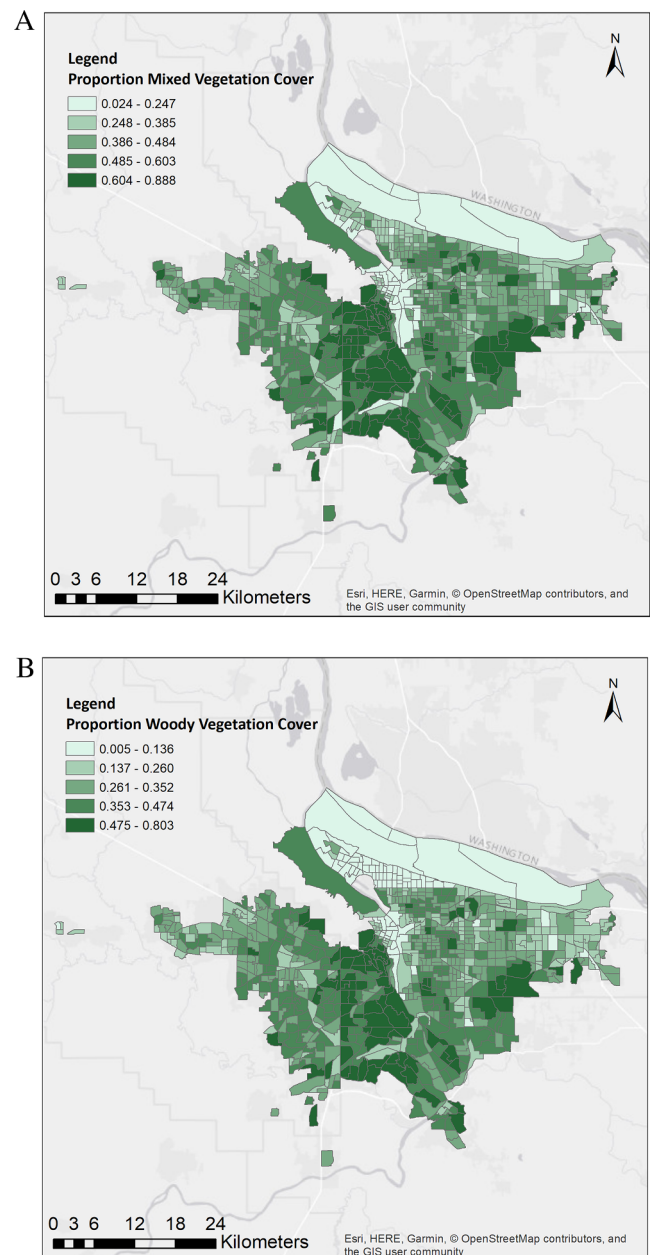 A
Legend
Proportion Mixed Vegetation Cover
0.024 - 0.247
0.248 - 0.385
0.386 - 0.484
0.485 - 0.603
0.604 - 0.888
N
WASHINGTON
0 3 6 12 18 24
Kilometers
Esri, HERE, Garmin, © OpenStreetMap contributors, and
the GIS user community
B
Legend
Proportion Woody Vegetation Cover
0.005 - 0.136
0.137 - 0.260
0.261 - 0.352
0.353 - 0.474
0.475 - 0.803
N
WASHINGTON
0 3 6 12 18 24
Kilometers
Esri, HERE, Garmin, © OpenStreetMap contributors, and
the GIS user community